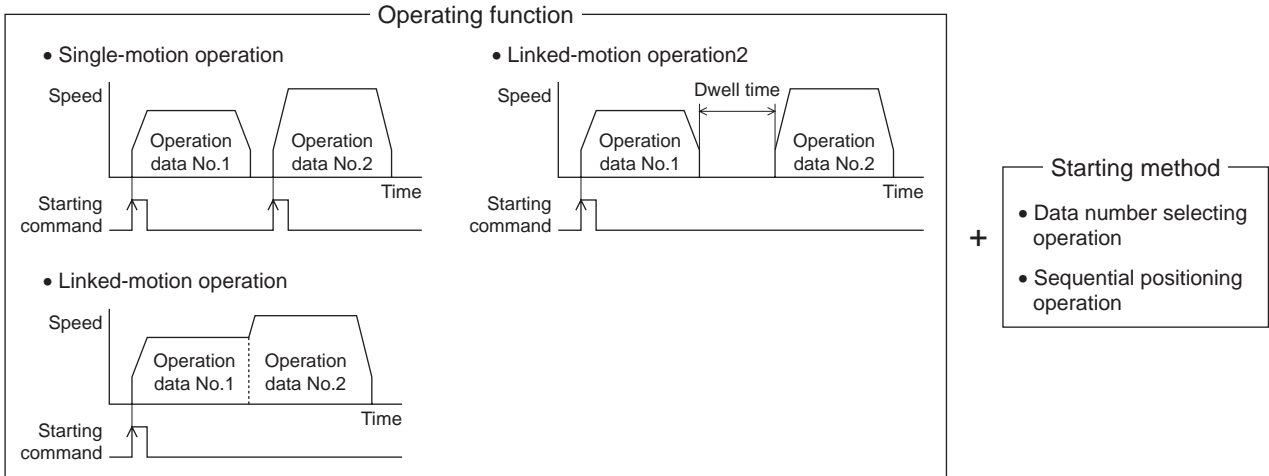 Operating function
• Single-motion operation
Speed
Operation
data No.1
Operation
data No.2
Time
Starting
command
• Linked-motion operation2
Speed
Dwell time
Operation
data No.1
Operation
data No.2
Time
Starting
command
• Linked-motion operation
Speed
Operation
data No.1
Operation
data No.2
Time
Starting
command
+
Starting method
• Data number selecting
operation
• Sequential positioning
operation